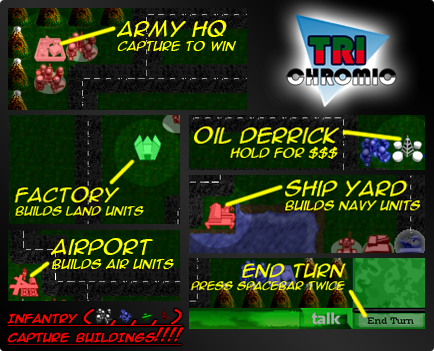 ARMY HQ
CAPTURE TO WIN
TRI
CHROMIC
OIL DERRICK
HOLD FOR $$$
FACTORY
BUILDS LAND UNITS
SHIP YARD
BUILDS NAVY UNITS
AIRPORT
BUILDS AIR UNITS
END TURN
PRESS SPACEBAR TWICE
talk
End Turn
INFANTRY ( , , , )
CAPTURE BUILDINGS!!!!